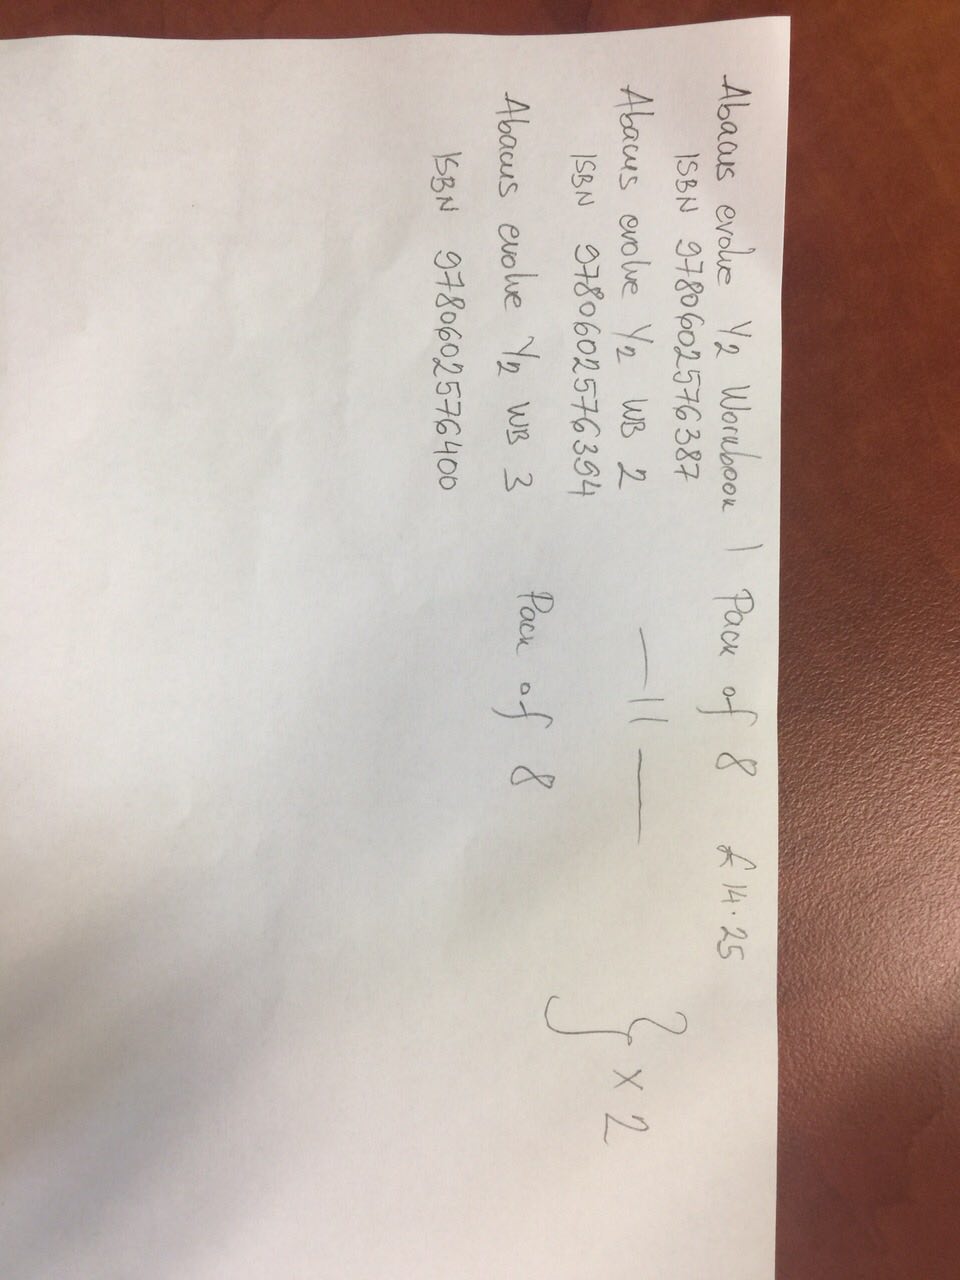 Abacus evolve Y2 Workbook 1 Pack of 8 £14.25
ISBN 9780602576387
Abacus evolve Y2 WB 2 —||—
ISBN 9780602576394
Abacus evolve Y2 WB 3 Pack of 8
ISBN 9780602576400
} x 2